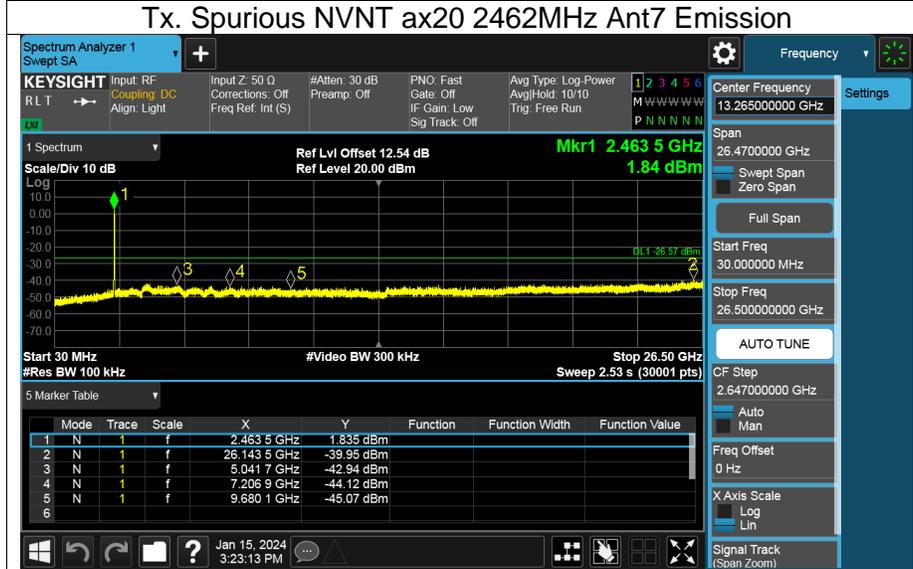 Tx. Spurious NVNT ax20 2462MHz Ant7 Emission
Spectrum Analyzer 1
Swept SA
+
Frequency
KEYSIGHT
RLT
LXI
Input: RF
Coupling: DC
Align: Light
Input Z: 50 Ω
Corrections: Off
Freq Ref: Int (S)
#Atten: 30 dB
Preamp: Off
PNO: Fast
Gate: Off
IF Gain: Low
Sig Track: Off
Avg Type: Log-Power
Avg|Hold: 10/10
Trig: Free Run
1 2 3 4 5 6
M W W W W W
P N N N N N
Settings
Center Frequency
13.265000000 GHz
Span
26.4700000 GHz
Swept Span
Zero Span
Full Span
Start Freq
30.000000 MHz
Stop Freq
26.500000000 GHz
AUTO TUNE
CF Step
2.647000000 GHz
Auto
Man
Freq Offset
0 Hz
X Axis Scale
Log
Lin
Signal Track
(Span Zoom)
1 Spectrum
Scale/Div 10 dB
Ref Lvl Offset 12.54 dB
Ref Level 20.00 dBm
Mkr1 2.463 5 GHz
1.84 dBm
Log
10.0
0.00
-10.0
-20.0
-30.0
-40.0
-50.0
-60.0
-70.0
1
DL1 -26.57 dBm
2
3
4
5
Start 30 MHz
#Res BW 100 kHz
#Video BW 300 kHz
Stop 26.50 GHz
Sweep 2.53 s (30001 pts)
5 Marker Table
Mode Trace Scale X Y Function Function Width Function Value
1 N 1 f 2.463 5 GHz 1.835 dBm
2 N 1 f 26.143 5 GHz -39.95 dBm
3 N 1 f 5.041 7 GHz -42.94 dBm
4 N 1 f 7.206 9 GHz -44.12 dBm
5 N 1 f 9.680 1 GHz -45.07 dBm
6
?
Jan 15, 2024
3:23:13 PM